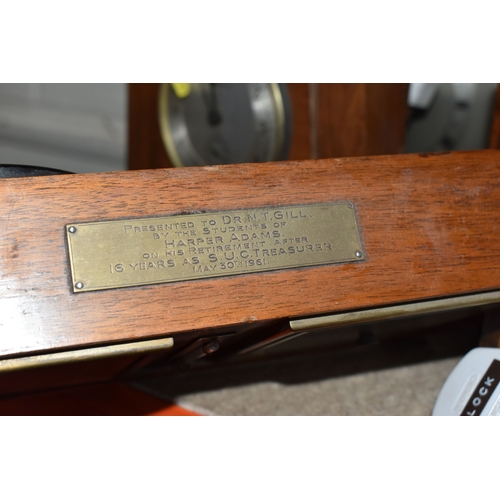 PRESENTED TO DR. N.T. GILL.
BY THE STUDENTS OF
HARPER ADAMS.
ON HIS RETIREMENT AFTER
16 YEARS AS S.U.C. TREASURER
MAY 30TH 1961
LOCK